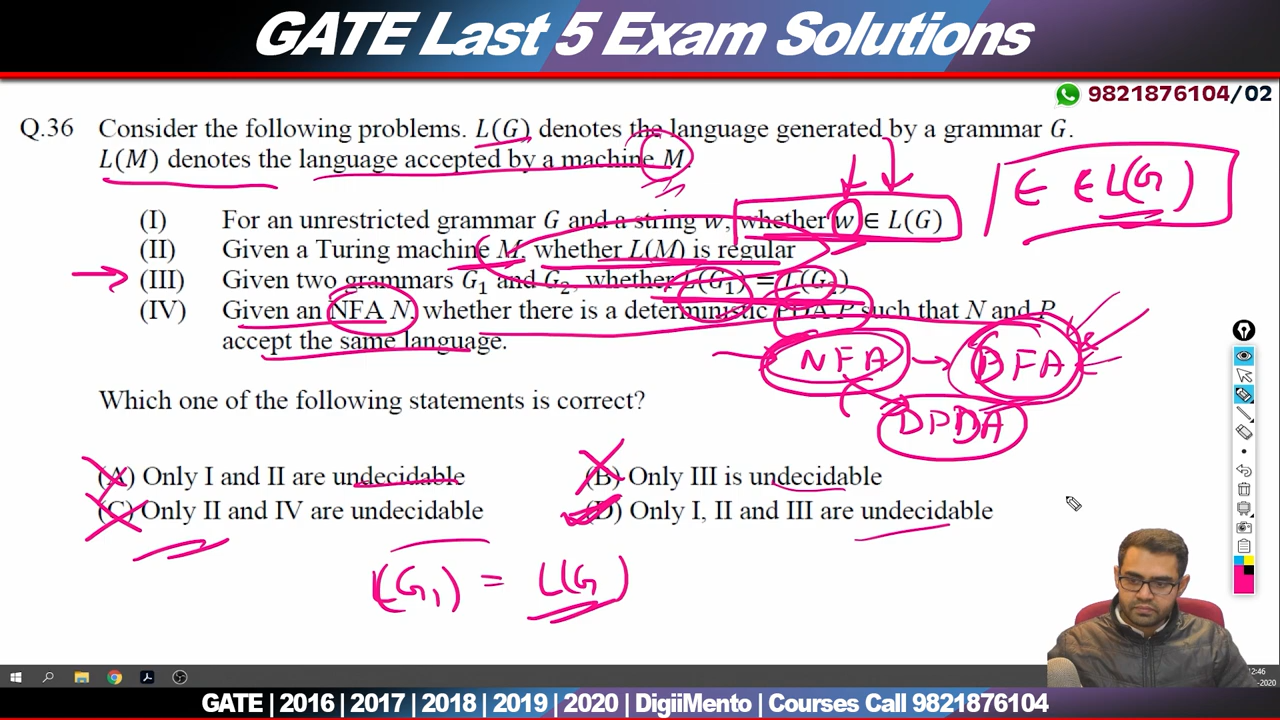 GATE Last 5 Exam Solutions
9821876104/02
Q.36 Consider the following problems. L(G) denotes the language generated by a grammar G.
L(M) denotes the language accepted by a machine M.
∈ ∈ L(G)
(I) For an unrestricted grammar G and a string w, whether w ∈ L(G)
(II) Given a Turing machine M, whether L(M) is regular
(III) Given two grammars G₁ and G₂, whether L(G₁) = L(G₂)
(IV) Given an NFA N, whether there is a deterministic PDA P such that N and P
accept the same language.
NFA → DFA
DPDA
Which one of the following statements is correct?
(A) Only I and II are undecidable (B) Only III is undecidable
(C) Only II and IV are undecidable (D) Only I, II and III are undecidable
L(G₁) = L(G)
12:46
-2020
GATE | 2016 | 2017 | 2018 | 2019 | 2020 | DigiiMento | Courses Call 9821876104